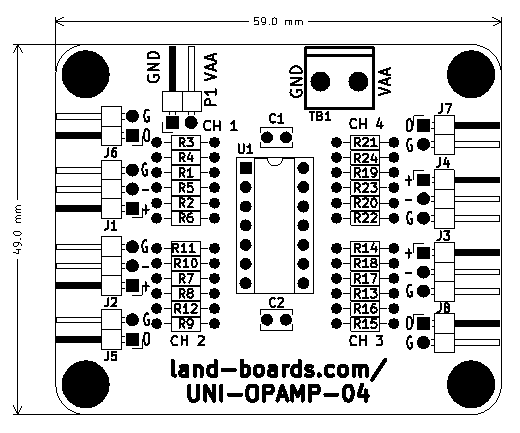 59.0 mm
49.0 mm
GND
P1 VAA
GND
VAA
TB1
G
O
J6
G
-
+
J1
G
-
+
J2
G
O
J5
CH 1
R3
R4
R1
R5
R2
R6
R11
R10
R7
R8
R12
R9
CH 2
C1
U1
C2
CH 4
R21
R24
R19
R23
R20
R22
R14
R18
R17
R13
R16
R15
CH 3
J7
O
G
J4
+
-
G
J3
+
-
G
J8
O
G
land-boards.com/
UNI-OPAMP-04